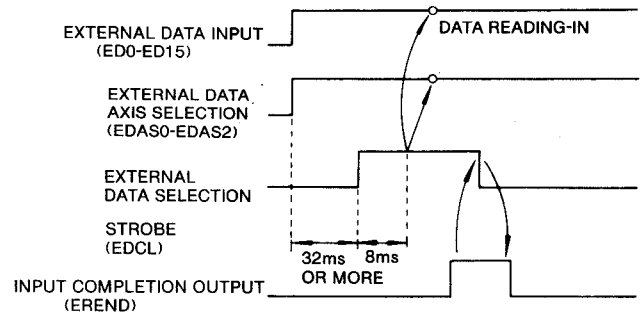 EXTERNAL DATA INPUT
(ED0-ED15)
DATA READING-IN
EXTERNAL DATA
AXIS SELECTION
(EDAS0-EDAS2)
EXTERNAL
DATA SELECTION
STROBE
(EDCL)
32ms
OR MORE
8ms
INPUT COMPLETION OUTPUT
(EREND)